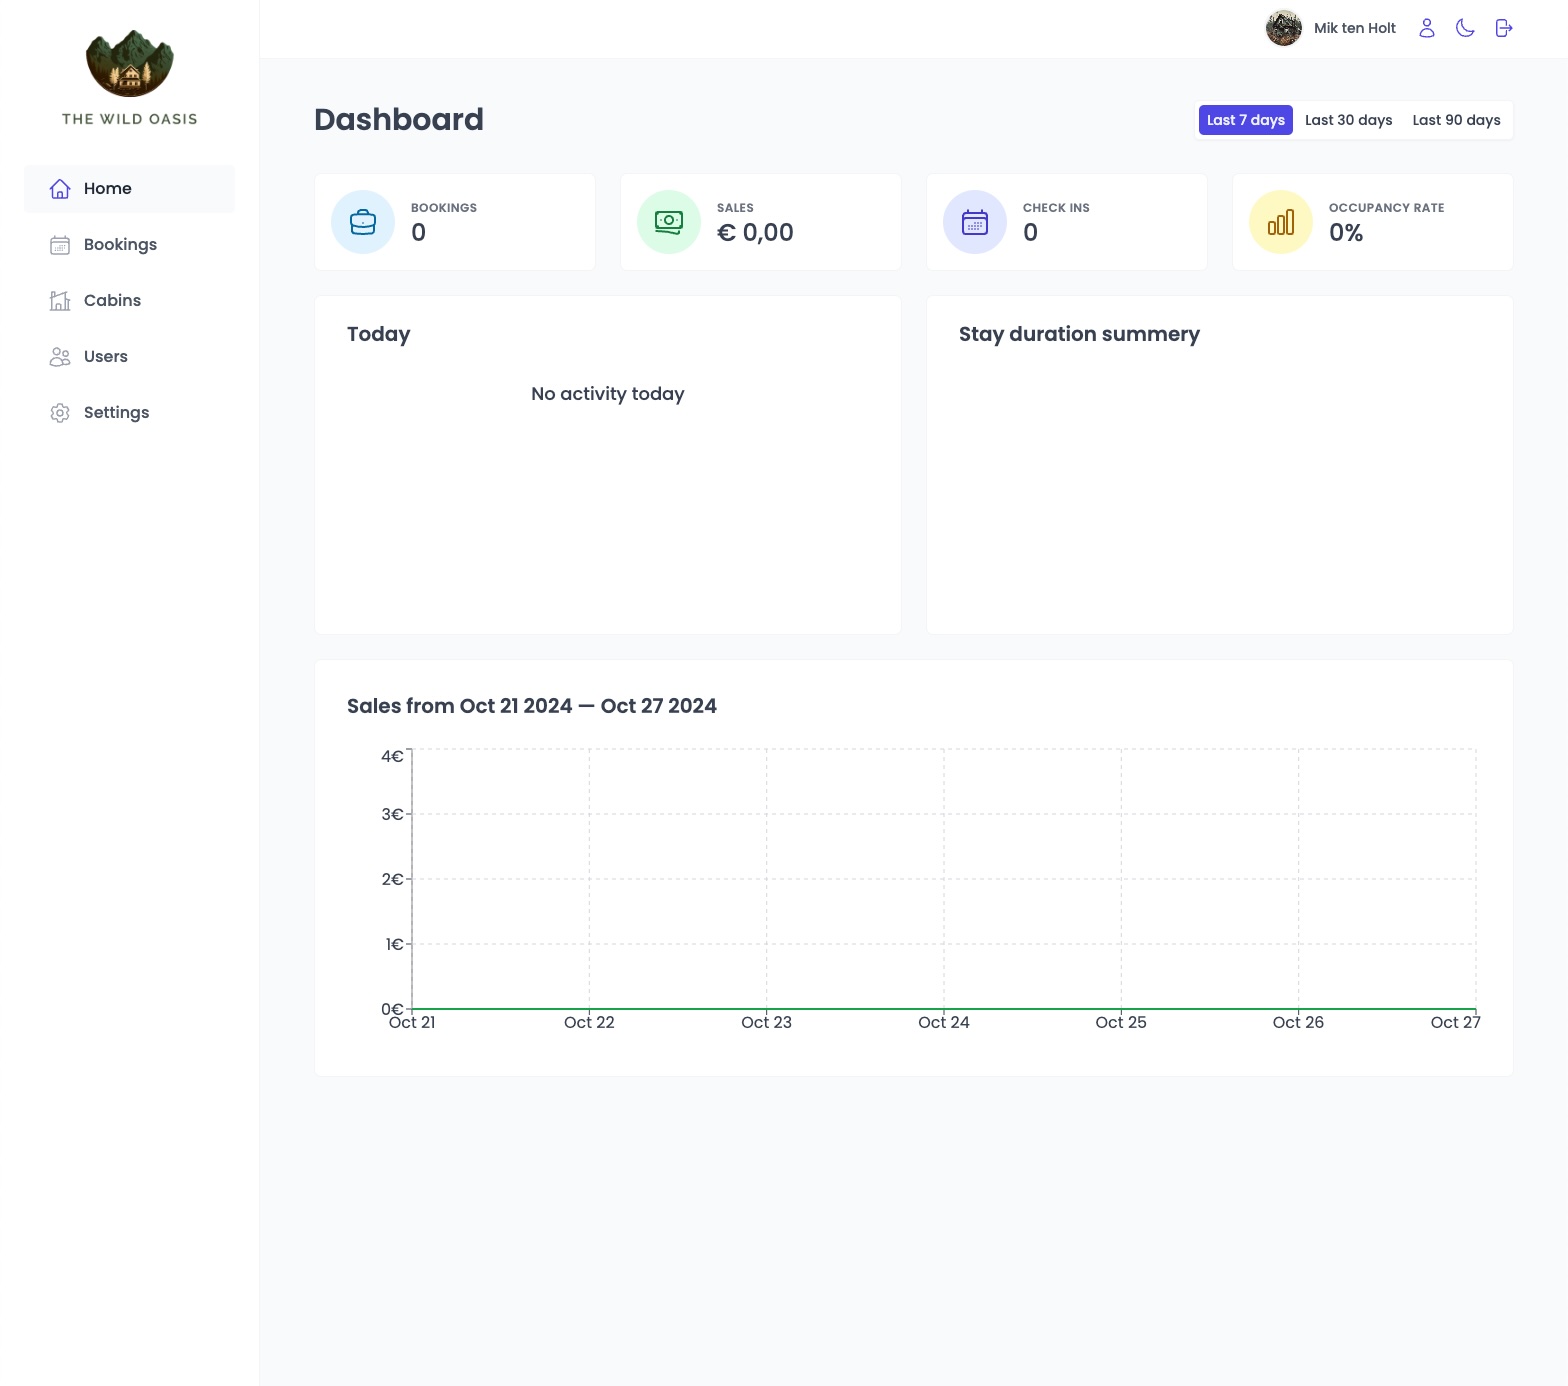 THE WILD OASIS
Home
Bookings
Cabins
Users
Settings
Mik ten Holt
Dashboard
Last 7 days
Last 30 days
Last 90 days
BOOKINGS
0
SALES
€ 0,00
CHECK INS
0
OCCUPANCY RATE
0%
Today
No activity today
Stay duration summery
Sales from Oct 21 2024 — Oct 27 2024
4€
3€
2€
1€
0€
Oct 21
Oct 22
Oct 23
Oct 24
Oct 25
Oct 26
Oct 27